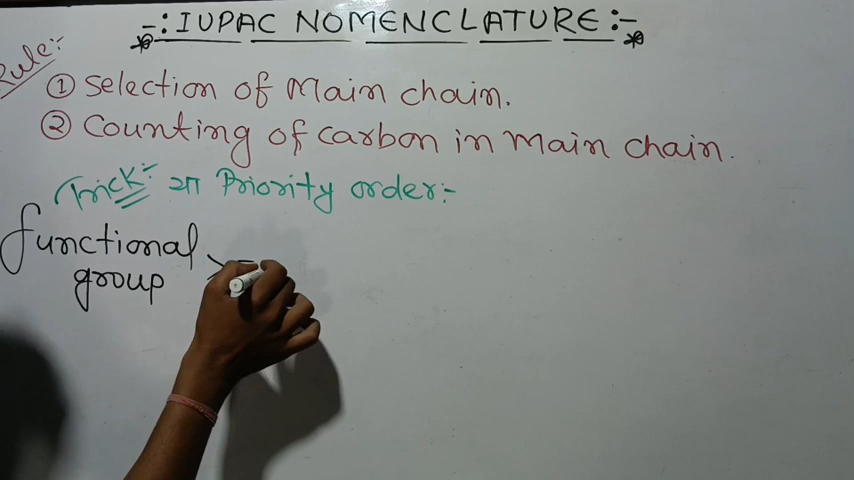 -: IUPAC NOMENCLATURE :-
Rule:-
① Selection of Main chain.
② Counting of carbon in main chain.
Trick:- या Priority order:-
functional >
group